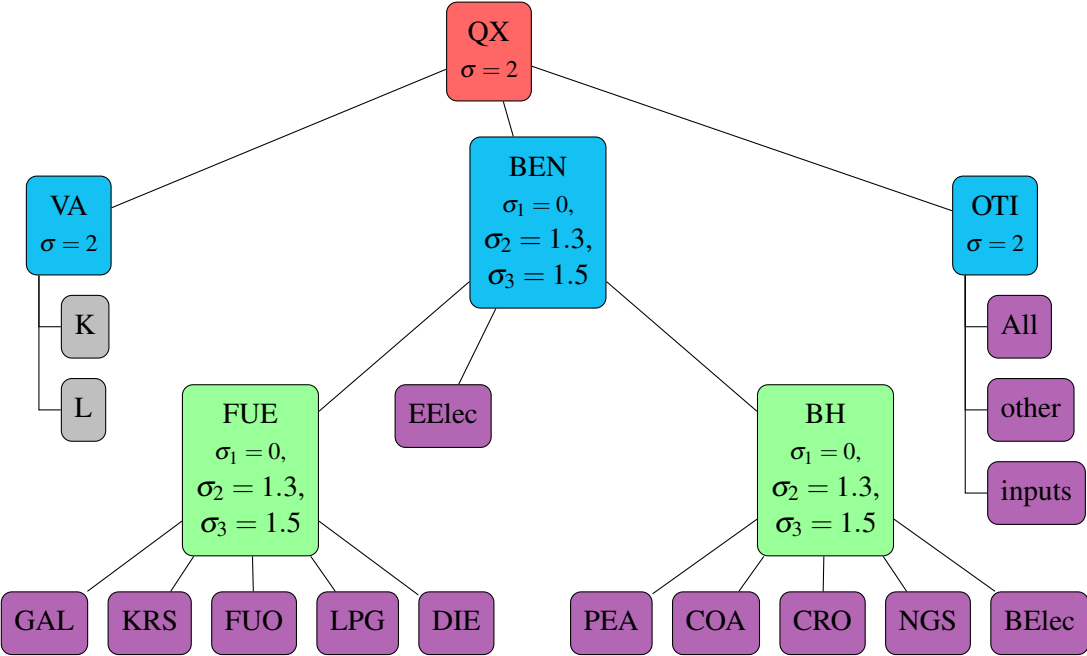 QX
σ = 2
BEN
σ₁ = 0,
σ₂ = 1.3,
σ₃ = 1.5
VA
σ = 2
OTI
σ = 2
K
All
L
other
inputs
FUE
σ₁ = 0,
σ₂ = 1.3,
σ₃ = 1.5
EElec
BH
σ₁ = 0,
σ₂ = 1.3,
σ₃ = 1.5
GAL
KRS
FUO
LPG
DIE
PEA
COA
CRO
NGS
BElec